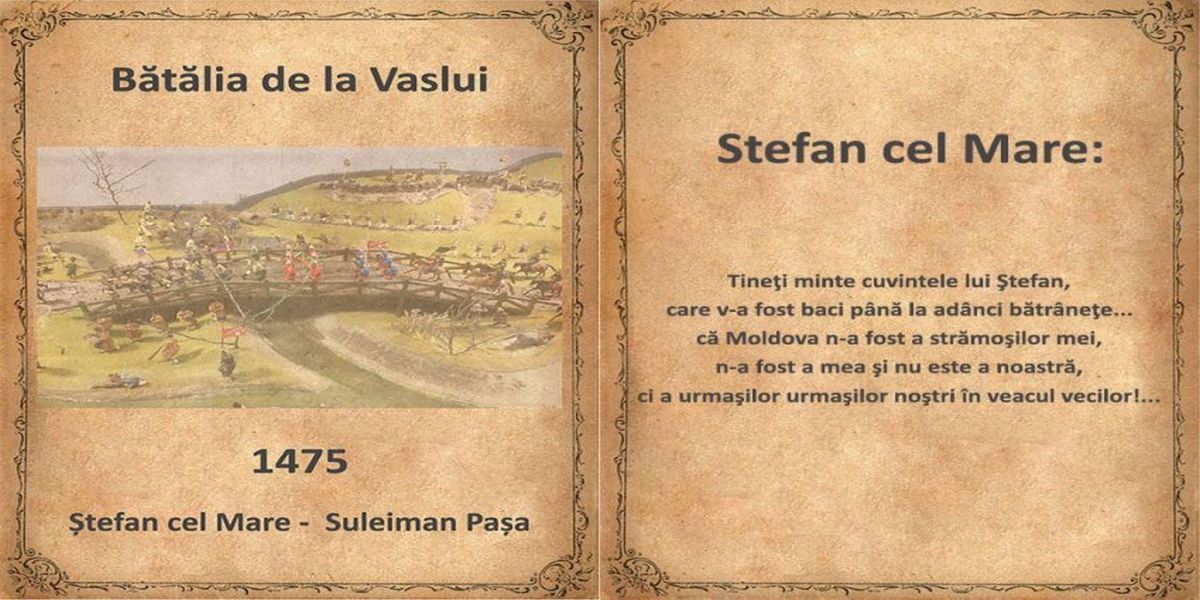 Bătălia de la Vaslui
1475
Ștefan cel Mare - Suleiman Pașa
Stefan cel Mare:
Tineţi minte cuvintele lui Ştefan,
care v-a fost baci până la adânci bătrâneţe...
că Moldova n-a fost a strămoşilor mei,
n-a fost a mea şi nu este a noastră,
ci a urmaşilor urmaşilor noştri în veacul vecilor!...